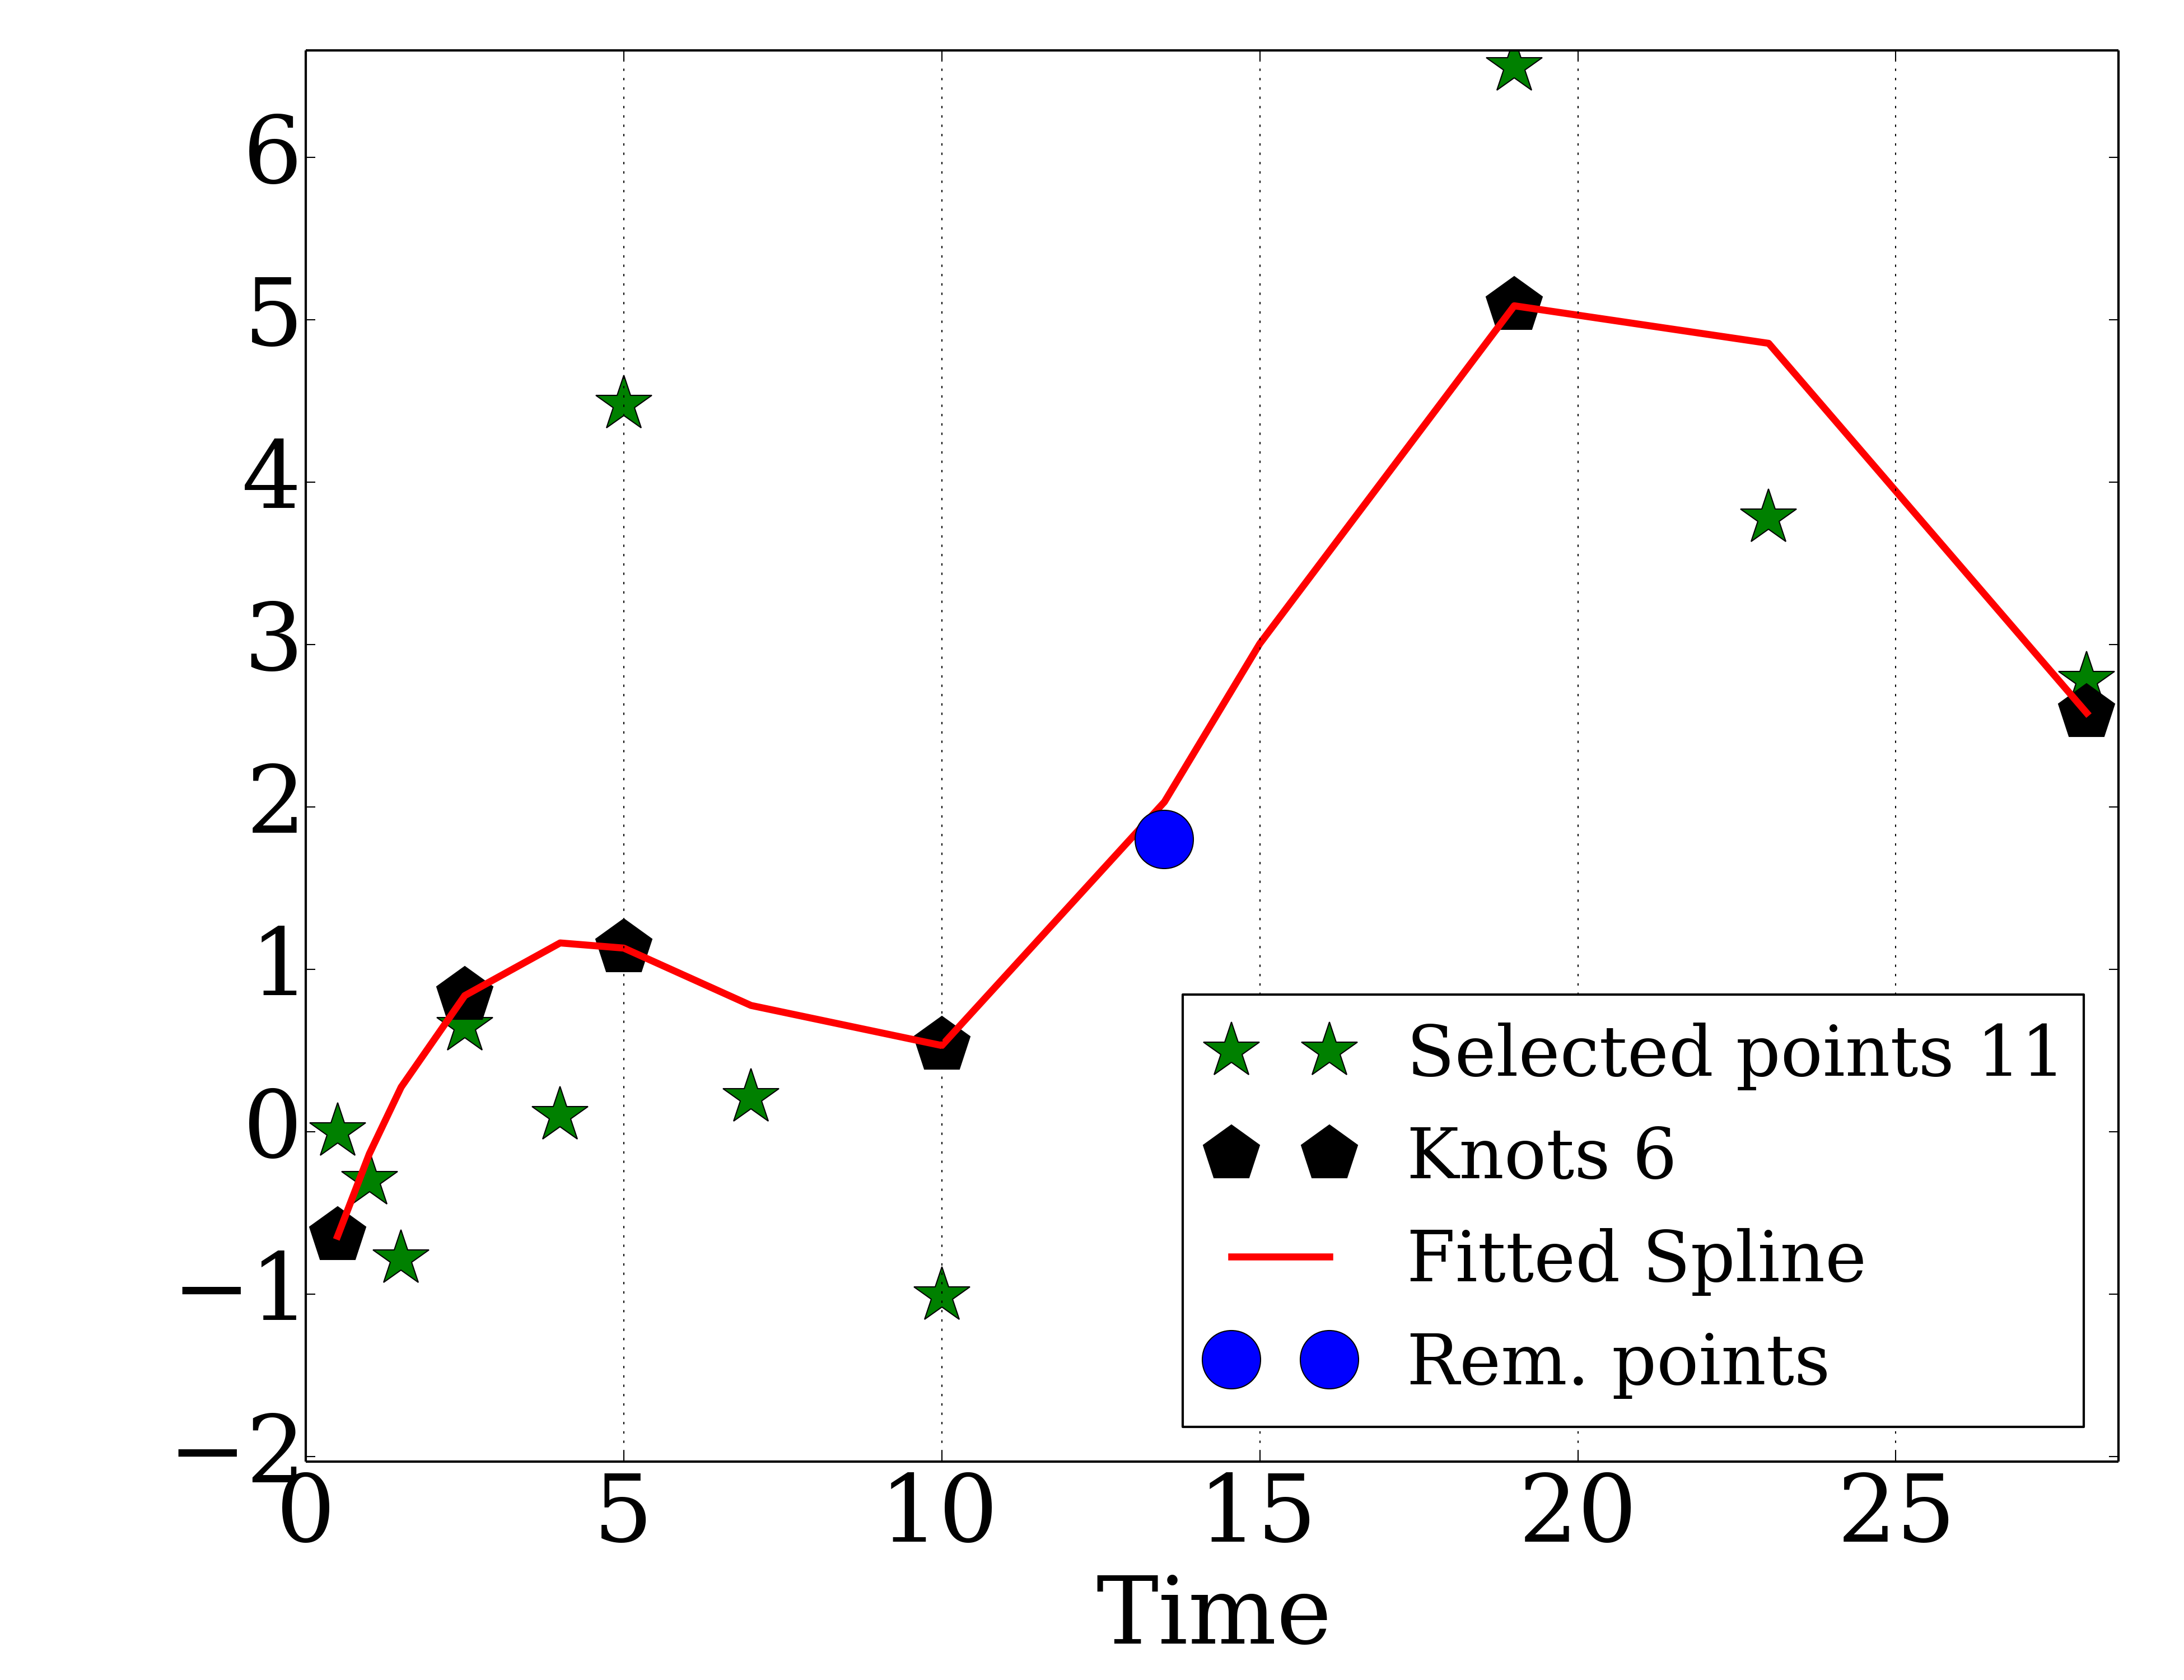 6
5
4
3
2
1
0
−1
−2
0 5 10 15 20 25
Time
Selected points 11
Knots 6
Fitted Spline
Rem. points